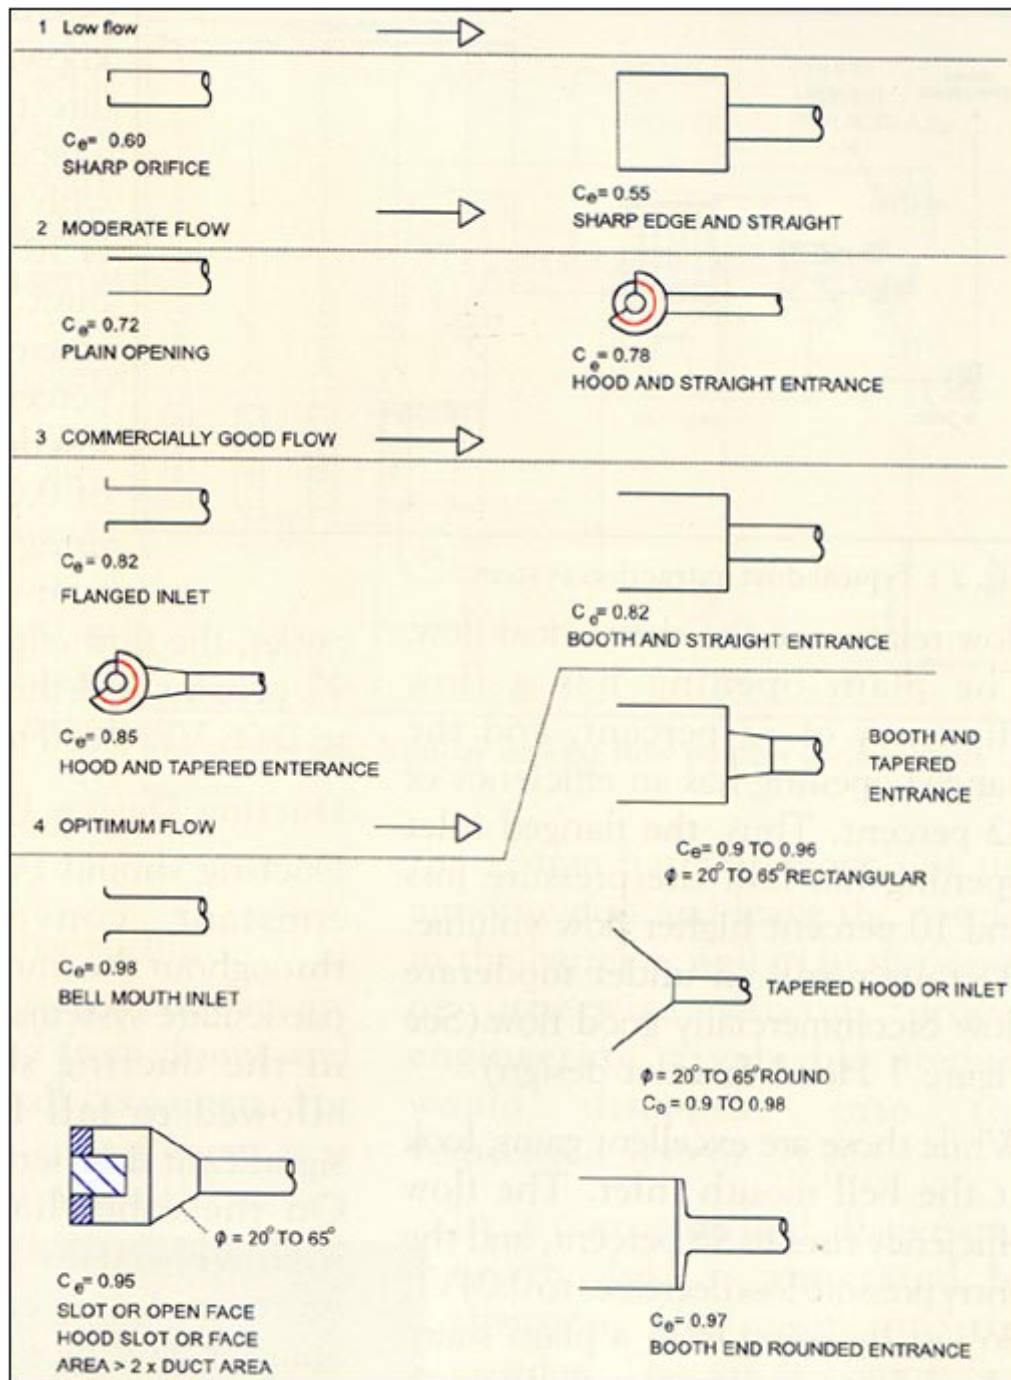 1 Low flow
Ce= 0.60
SHARP ORIFICE
Ce= 0.55
SHARP EDGE AND STRAIGHT
2 MODERATE FLOW
Ce= 0.72
PLAIN OPENING
Ce= 0.78
HOOD AND STRAIGHT ENTRANCE
3 COMMERCIALLY GOOD FLOW
Ce= 0.82
FLANGED INLET
Ce= 0.82
BOOTH AND STRAIGHT ENTRANCE
Ce= 0.85
HOOD AND TAPERED ENTERANCE
BOOTH AND
TAPERED
ENTRANCE
Ce= 0.9 TO 0.96
ϕ = 20° TO 65° RECTANGULAR
4 OPITIMUM FLOW
Ce= 0.98
BELL MOUTH INLET
TAPERED HOOD OR INLET
ϕ = 20° TO 65° ROUND
Ce= 0.9 TO 0.98
ϕ = 20° TO 65°
Ce= 0.95
SLOT OR OPEN FACE
HOOD SLOT OR FACE
AREA > 2 x DUCT AREA
Ce= 0.97
BOOTH END ROUNDED ENTRANCE